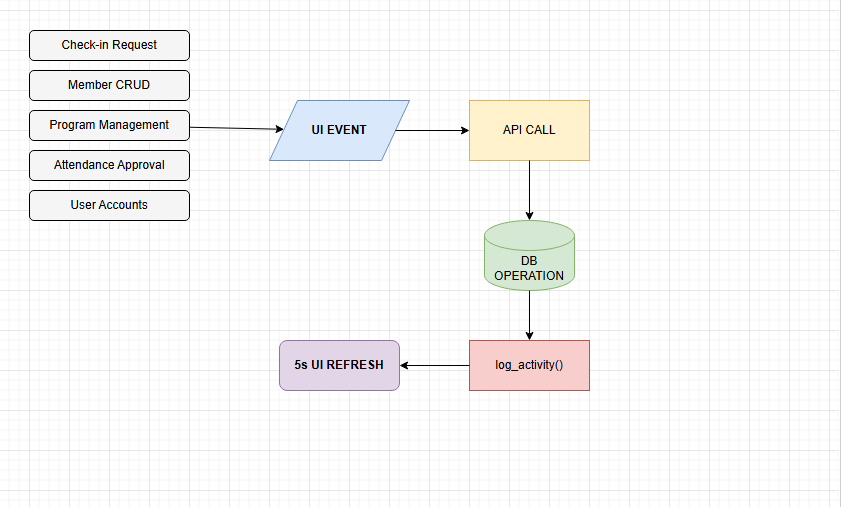 Check-in Request
Member CRUD
Program Management
Attendance Approval
User Accounts
UI EVENT
API CALL
DB
OPERATION
log_activity()
5s UI REFRESH